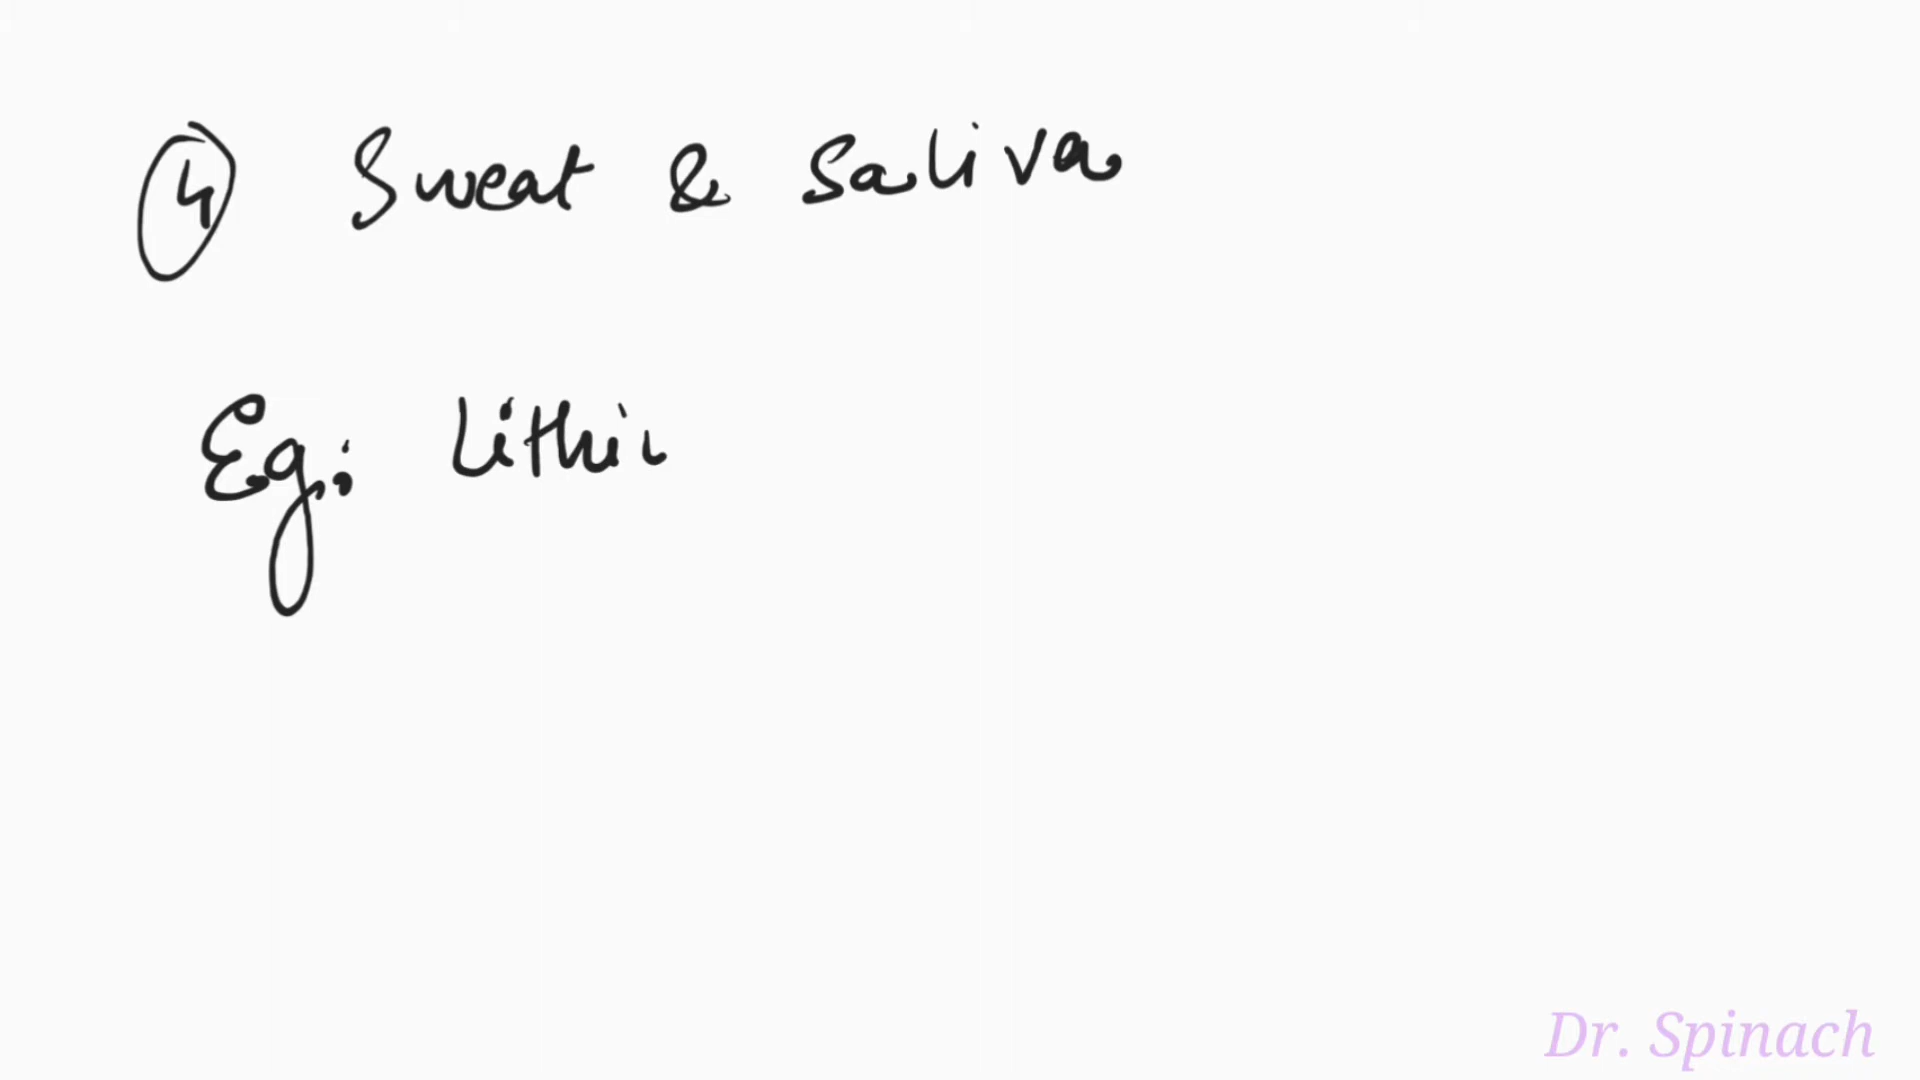 ④ Sweat & Saliva
Eg: Lithi
Dr. Spinach